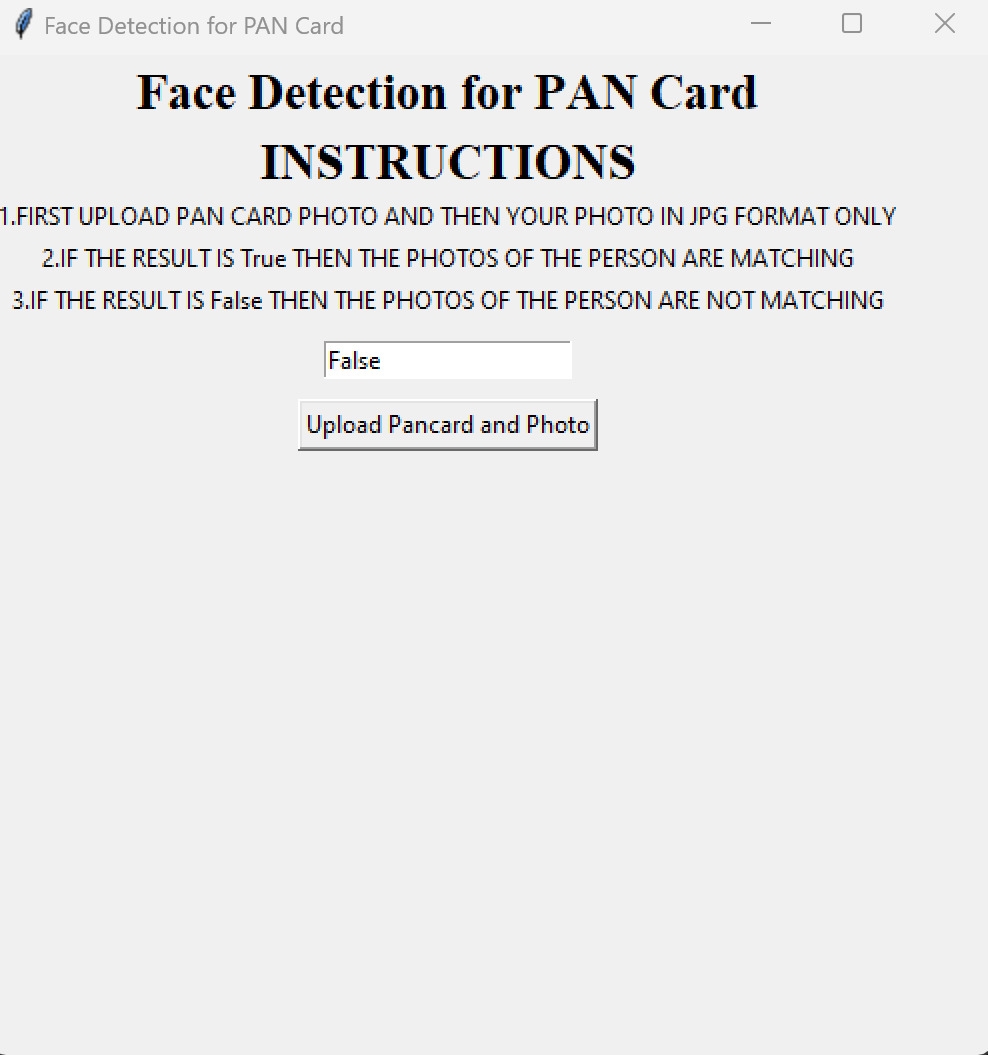 Face Detection for PAN Card
Face Detection for PAN Card
INSTRUCTIONS
1.FIRST UPLOAD PAN CARD PHOTO AND THEN YOUR PHOTO IN JPG FORMAT ONLY
2.IF THE RESULT IS True THEN THE PHOTOS OF THE PERSON ARE MATCHING
3.IF THE RESULT IS False THEN THE PHOTOS OF THE PERSON ARE NOT MATCHING
False
Upload Pancard and Photo